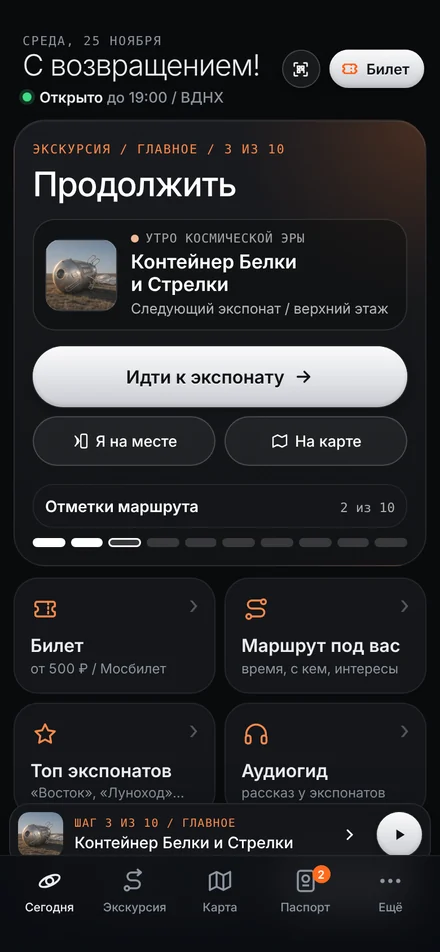 СРЕДА, 25 НОЯБРЯ
С возвращением!
Билет
Открыто до 19:00 / ВДНХ
ЭКСКУРСИЯ / ГЛАВНОЕ / 3 ИЗ 10
Продолжить
УТРО КОСМИЧЕСКОЙ ЭРЫ
Контейнер Белки
и Стрелки
Следующий экспонат / верхний этаж
Идти к экспонату →
Я на месте
На карте
Отметки маршрута
2 из 10
Билет
от 500 ₽ / Мосбилет
Маршрут под вас
время, с кем, интересы
Топ экспонатов
«Восток», «Луноход»...
Аудиогид
рассказ у экспонатов
ШАГ 3 ИЗ 10 / ГЛАВНОЕ
Контейнер Белки и Стрелки
2
Сегодня
Экскурсия
Карта
Паспорт
Ещё